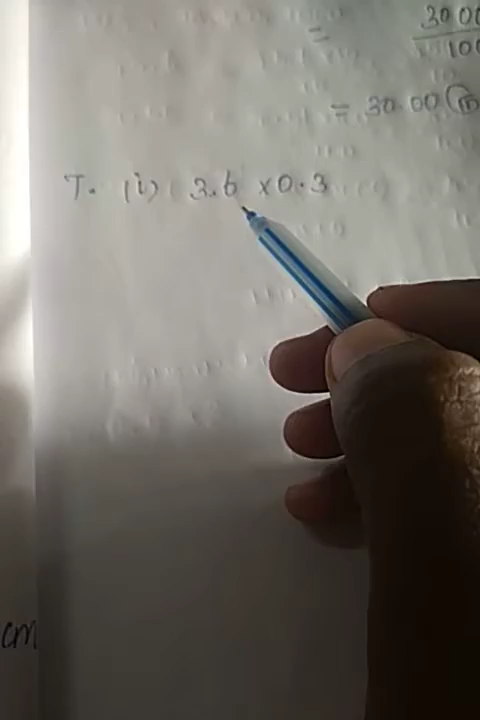 =
3000
100
= 30.00
7. (i) 3.6 x 0.3
cm